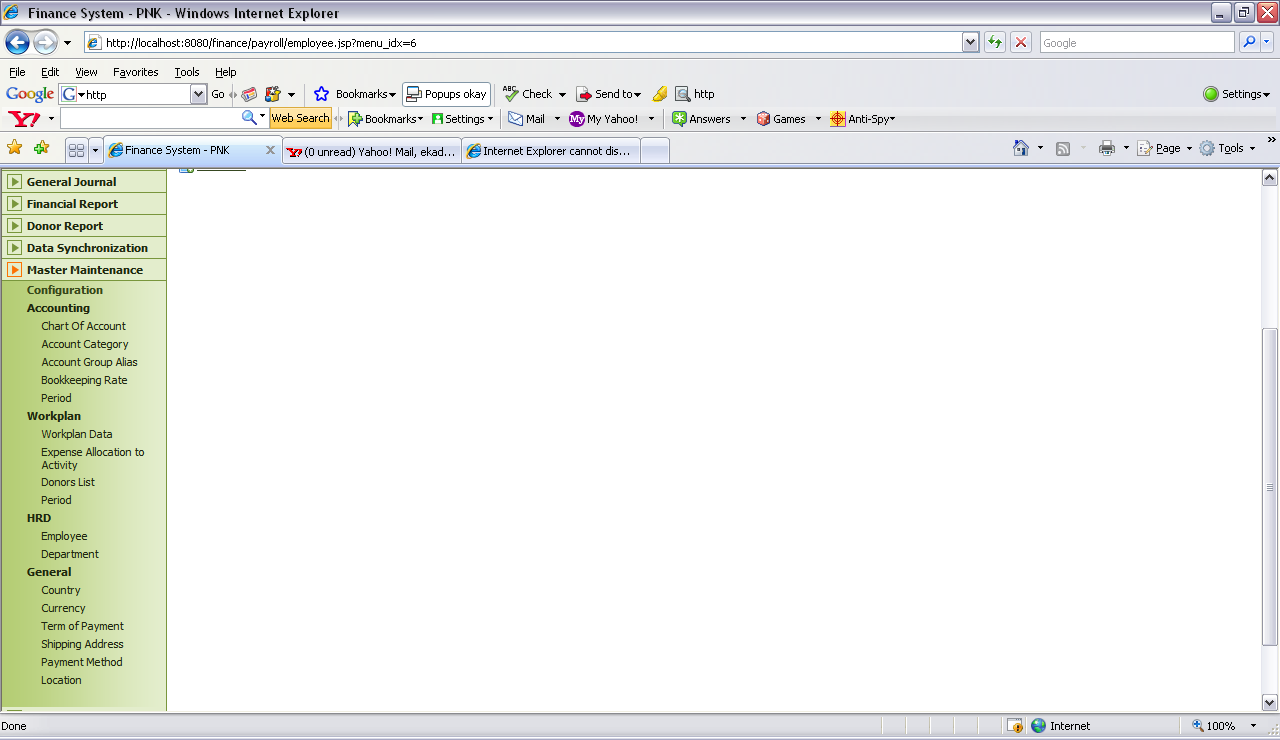 Finance System - PNK - Windows Internet Explorer
http://localhost:8080/finance/payroll/employee.jsp?menu_idx=6
Google
File Edit View Favorites Tools Help
Google G http Go Bookmarks Popups okay ABC Check Send to http Settings
Y! Web Search Bookmarks Settings Mail My My Yahoo! Answers Games Anti-Spy
Finance System - PNK
(0 unread) Yahoo! Mail, ekad...
Internet Explorer cannot dis...
Page Tools
General Journal
Financial Report
Donor Report
Data Synchronization
Master Maintenance
Configuration
Accounting
Chart Of Account
Account Category
Account Group Alias
Bookkeeping Rate
Period
Workplan
Workplan Data
Expense Allocation to
Activity
Donors List
Period
HRD
Employee
Department
General
Country
Currency
Term of Payment
Shipping Address
Payment Method
Location
Done Internet 100%